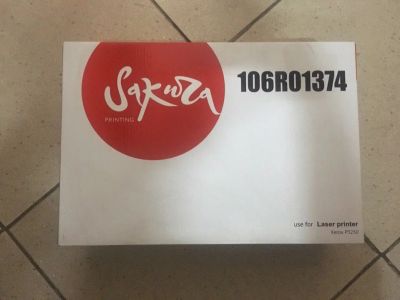 Sakura
PRINTING
106R01374
use for Laser printer
Xerox P3250